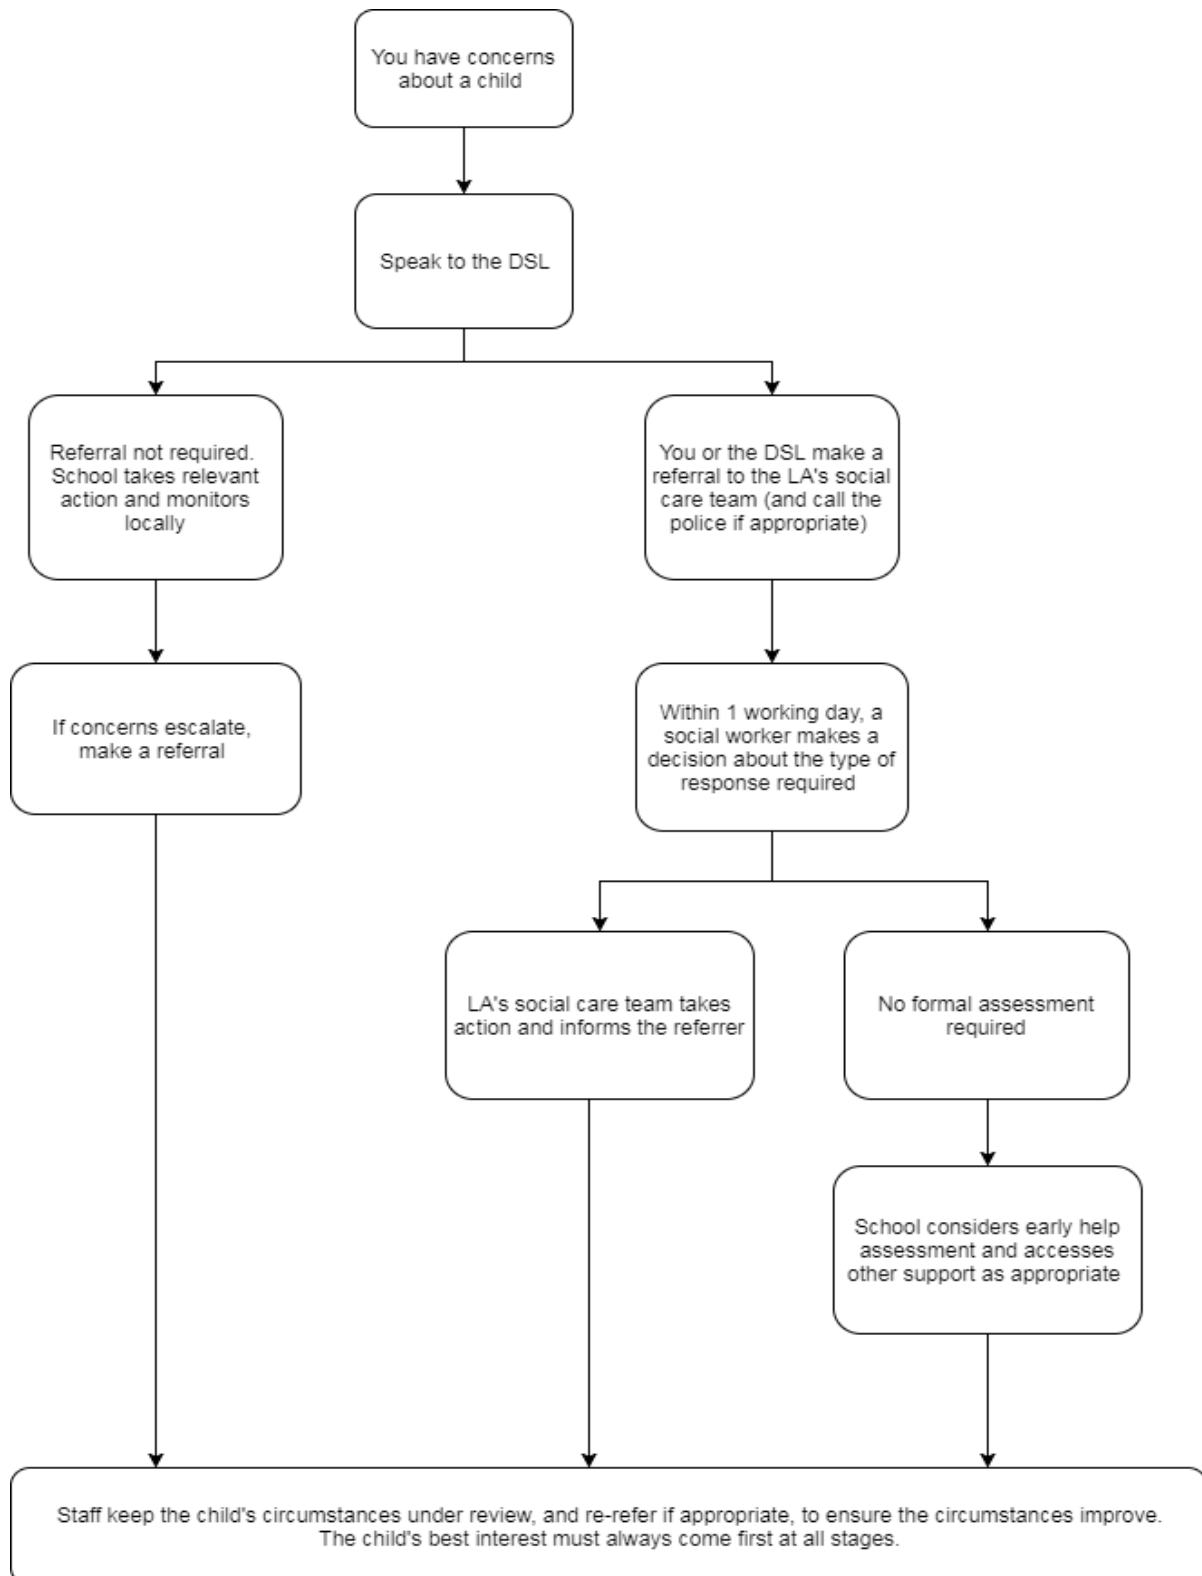 You have concerns
about a child
Speak to the DSL
Referral not required.
School takes relevant
action and monitors
locally
You or the DSL make a
referral to the LA's social
care team (and call the
police if appropriate)
If concerns escalate,
make a referral
Within 1 working day, a
social worker makes a
decision about the type of
response required
LA's social care team takes
action and informs the referrer
No formal assessment
required
School considers early help
assessment and accesses
other support as appropriate
Staff keep the child's circumstances under review, and re-refer if appropriate, to ensure the circumstances improve.
The child's best interest must always come first at all stages.